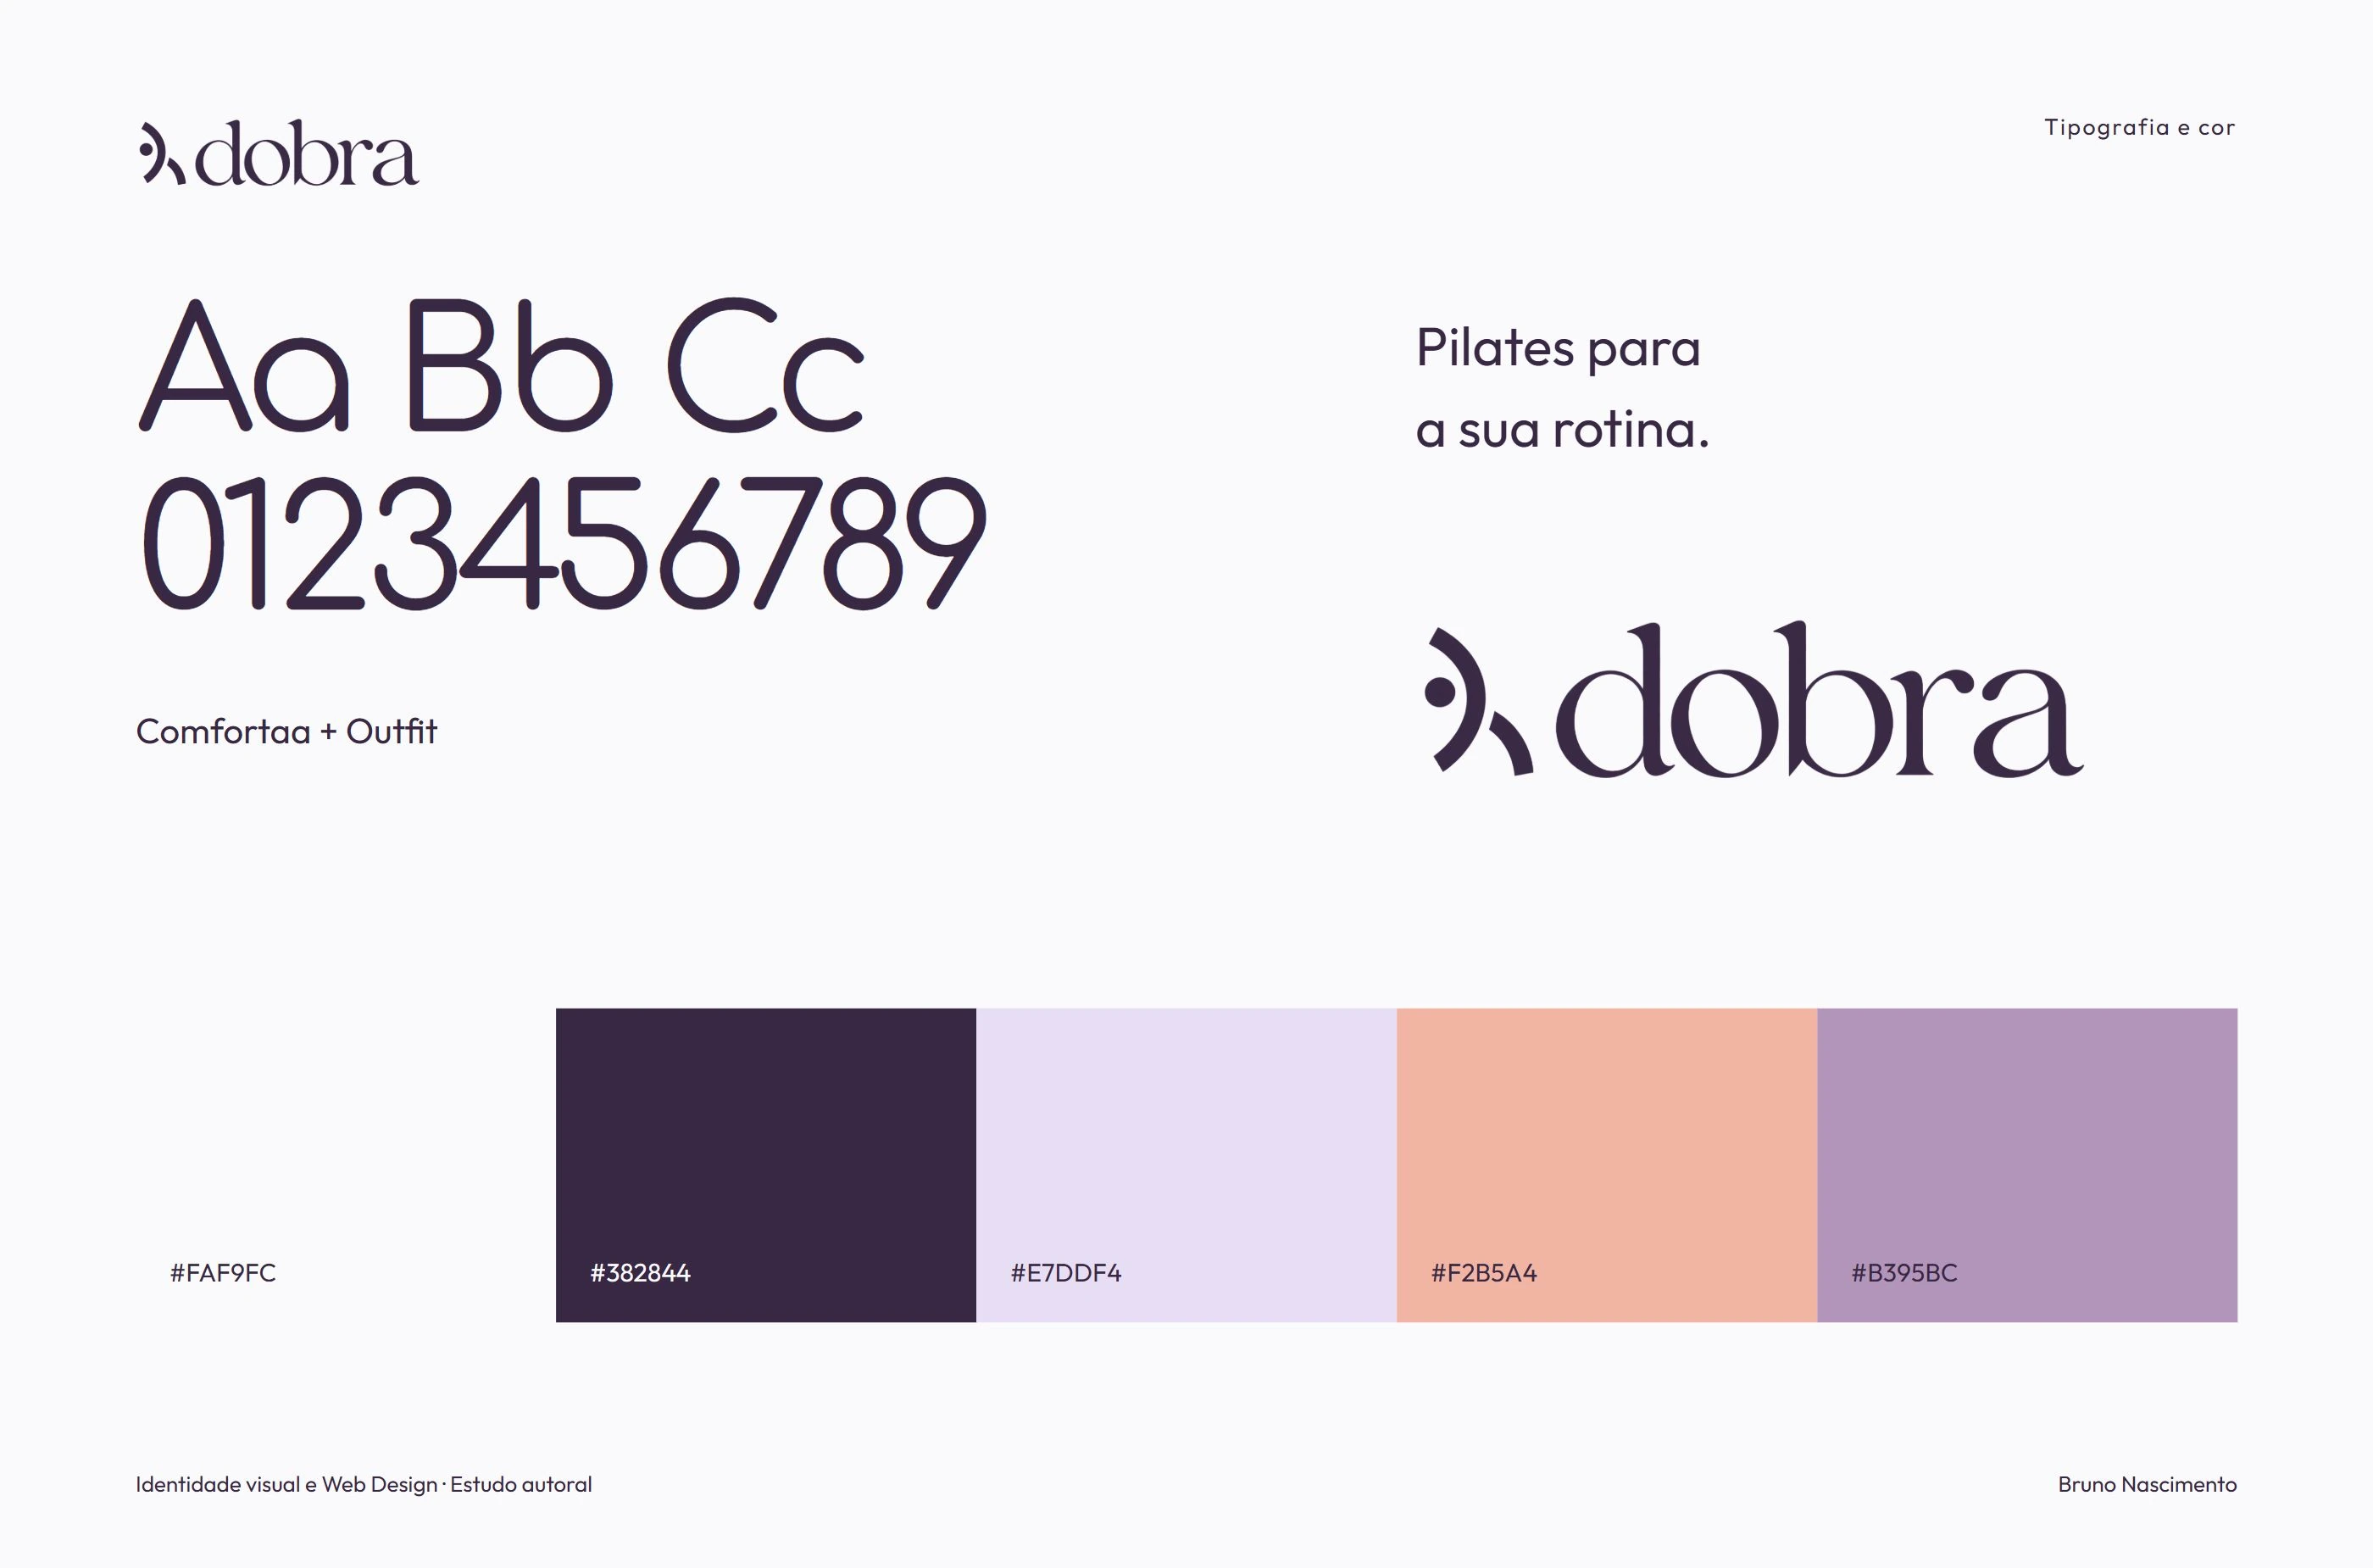 dobra
Tipografia e cor
Aa Bb Cc
0123456789
Comfortaa + Outfit
Pilates para
a sua rotina.
dobra
#FAF9FC
#382844
#E7DDF4
#F2B5A4
#B395BC
Identidade visual e Web Design · Estudo autoral
Bruno Nascimento